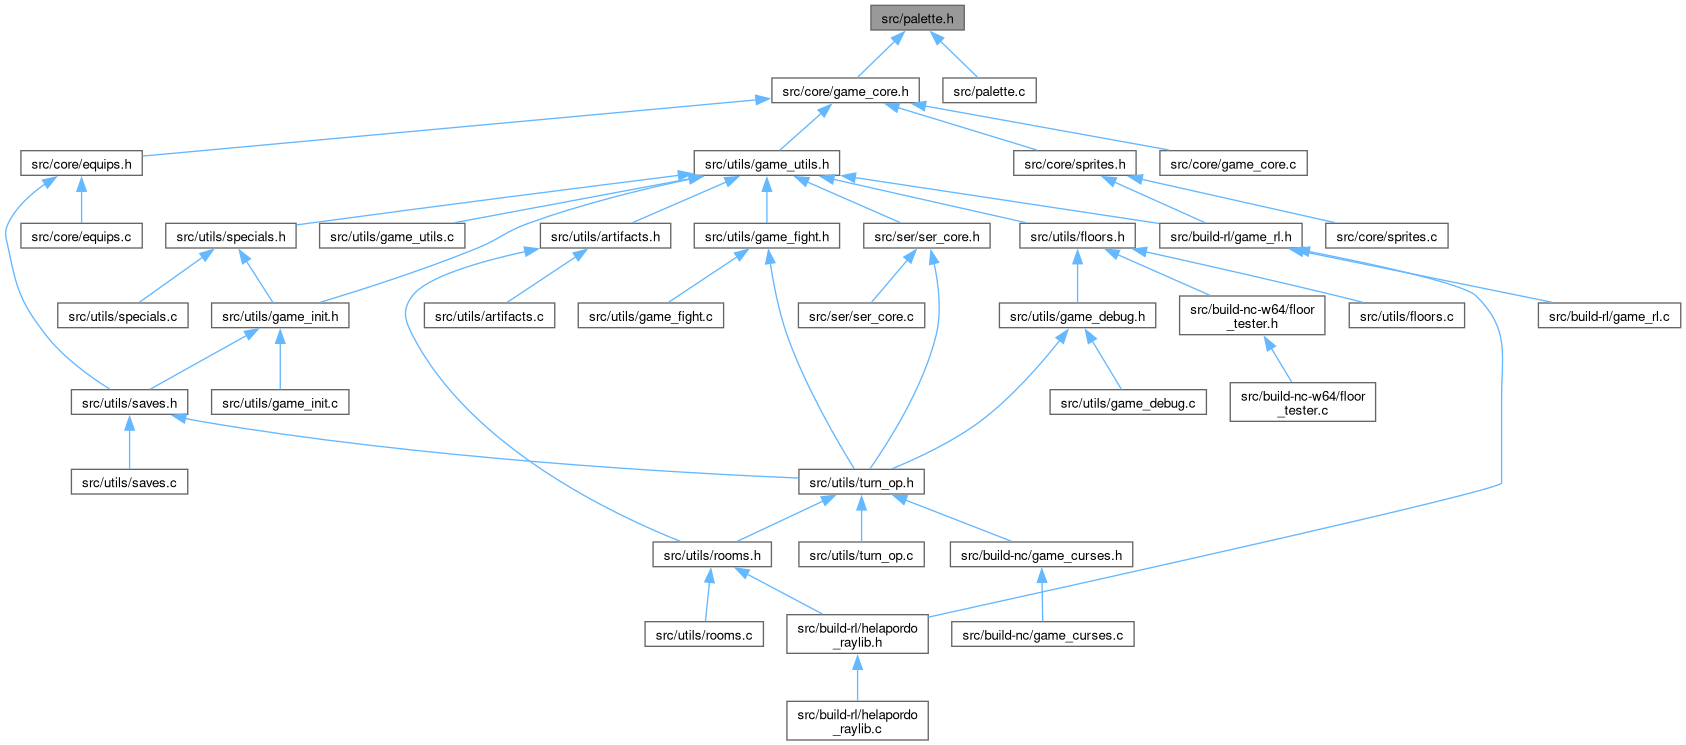 src/palette.h
src/core/game_core.h
src/palette.c
src/core/equips.h
src/utils/game_utils.h
src/core/sprites.h
src/core/game_core.c
src/core/equips.c
src/utils/specials.h
src/utils/game_utils.c
src/utils/artifacts.h
src/utils/game_fight.h
src/ser/ser_core.h
src/utils/floors.h
src/build-rl/game_rl.h
src/core/sprites.c
src/utils/specials.c
src/utils/game_init.h
src/utils/artifacts.c
src/utils/game_fight.c
src/ser/ser_core.c
src/utils/game_debug.h
src/build-nc-w64/floor
_tester.h
src/utils/floors.c
src/build-rl/game_rl.c
src/utils/saves.h
src/utils/game_init.c
src/utils/game_debug.c
src/build-nc-w64/floor
_tester.c
src/utils/saves.c
src/utils/turn_op.h
src/utils/rooms.h
src/utils/turn_op.c
src/build-nc/game_curses.h
src/utils/rooms.c
src/build-rl/helapordo
_raylib.h
src/build-nc/game_curses.c
src/build-rl/helapordo
_raylib.c